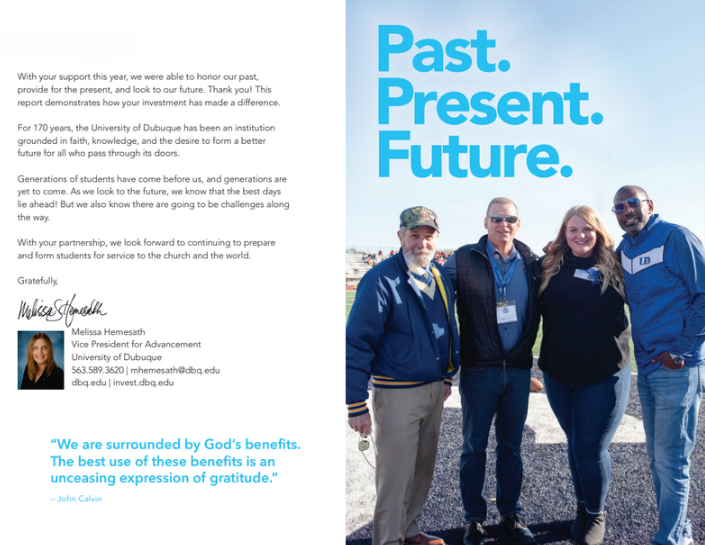 With your support this year, we were able to honor our past,
provide for the present, and look to our future. Thank you! This
report demonstrates how your investment has made a difference.
For 170 years, the University of Dubuque has been an institution
grounded in faith, knowledge, and the desire to form a better
future for all who pass through its doors.
Generations of students have come before us, and generations are
yet to come. As we look to the future, we know that the best days
lie ahead! But we also know there are going to be challenges along
the way.
With your partnership, we look forward to continuing to prepare
and form students for service to the church and the world.
Gratefully,
Melissa S Hemesath
Melissa Hemesath
Vice President for Advancement
University of Dubuque
563.589.3620 | mhemesath@dbq.edu
dbq.edu | invest.dbq.edu
“We are surrounded by God’s benefits.
The best use of these benefits is an
unceasing expression of gratitude.“
– John Calvin
Past.
Present.
Future.
UD